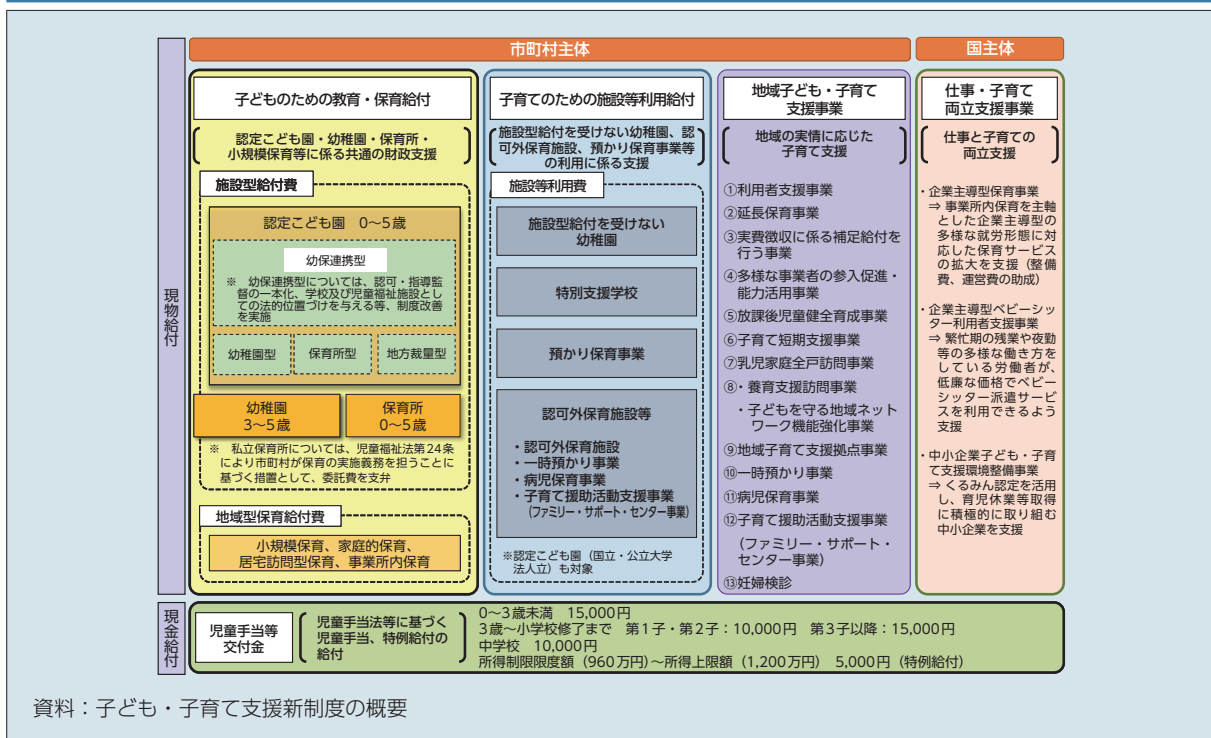 市町村主体
国主体
現物給付
子どものための教育・保育給付
認定こども園・幼稚園・保育所・
小規模保育等に係る共通の財政支援
施設型給付費
認定こども園 0〜5歳
幼保連携型
※ 幼保連携型については、認可・指導監
督の一本化、学校及び児童福祉施設とし
ての法的位置づけを与える等、制度改善
を実施
幼稚園型
保育所型
地方裁量型
幼稚園
3〜5歳
保育所
0〜5歳
※ 私立保育所については、児童福祉法第24条
により市町村が保育の実施義務を担うことに
基づく措置として、委託費を支弁
地域型保育給付費
小規模保育、家庭的保育、
居宅訪問型保育、事業所内保育
子育てのための施設等利用給付
施設型給付を受けない幼稚園、認
可外保育施設、預かり保育事業等
の利用に係る支援
施設等利用費
施設型給付を受けない
幼稚園
特別支援学校
預かり保育事業
認可外保育施設等
・認可外保育施設
・一時預かり事業
・病児保育事業
・子育て援助活動支援事業
(ファミリー・サポート・センター事業)
※認定こども園（国立・公立大学
法人立）も対象
地域子ども・子育て
支援事業
地域の実情に応じた
子育て支援
①利用者支援事業
②延長保育事業
③実費徴収に係る補足給付を
行う事業
④多様な事業者の参入促進・
能力活用事業
⑤放課後児童健全育成事業
⑥子育て短期支援事業
⑦乳児家庭全戸訪問事業
⑧・養育支援訪問事業
・子どもを守る地域ネット
ワーク機能強化事業
⑨地域子育て支援拠点事業
⑩一時預かり事業
⑪病児保育事業
⑫子育て援助活動支援事業
（ファミリー・サポート・
センター事業）
⑬妊婦検診
仕事・子育て
両立支援事業
仕事と子育ての
両立支援
・企業主導型保育事業
⇒ 事業所内保育を主軸
とした企業主導型の
多様な就労形態に対
応した保育サービス
の拡大を支援（整備
費、運営費の助成）
・企業主導型ベビーシッ
ター利用者支援事業
⇒ 繁忙期の残業や夜勤
等の多様な働き方を
している労働者が、
低廉な価格でベビー
シッター派遣サービ
スを利用できるよう
支援
・中小企業子ども・子育
て支援環境整備事業
⇒ くるみん認定を活用
し、育児休業等取得
に積極的に取り組む
中小企業を支援
現金給付
児童手当等
交付金
児童手当法等に基づく
児童手当、特例給付の
給付
0〜3歳未満 15,000円
3歳〜小学校修了まで 第1子・第2子：10,000円 第3子以降：15,000円
中学校 10,000円
所得制限限度額（960万円）〜所得上限額（1,200万円） 5,000円（特例給付）
資料：子ども・子育て支援新制度の概要